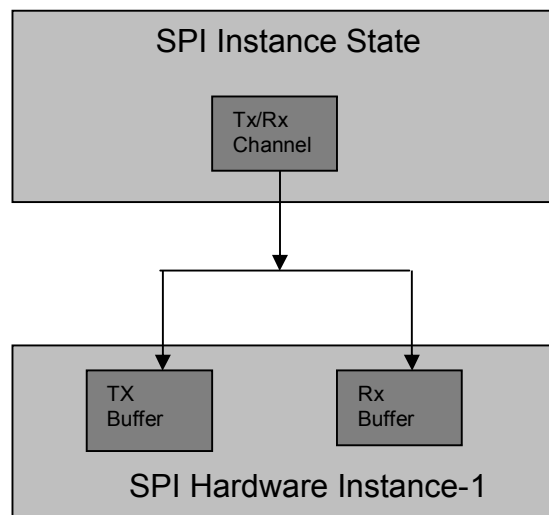 SPI Instance State
Tx/Rx
Channel
TX
Buffer
Rx
Buffer
SPI Hardware Instance-1